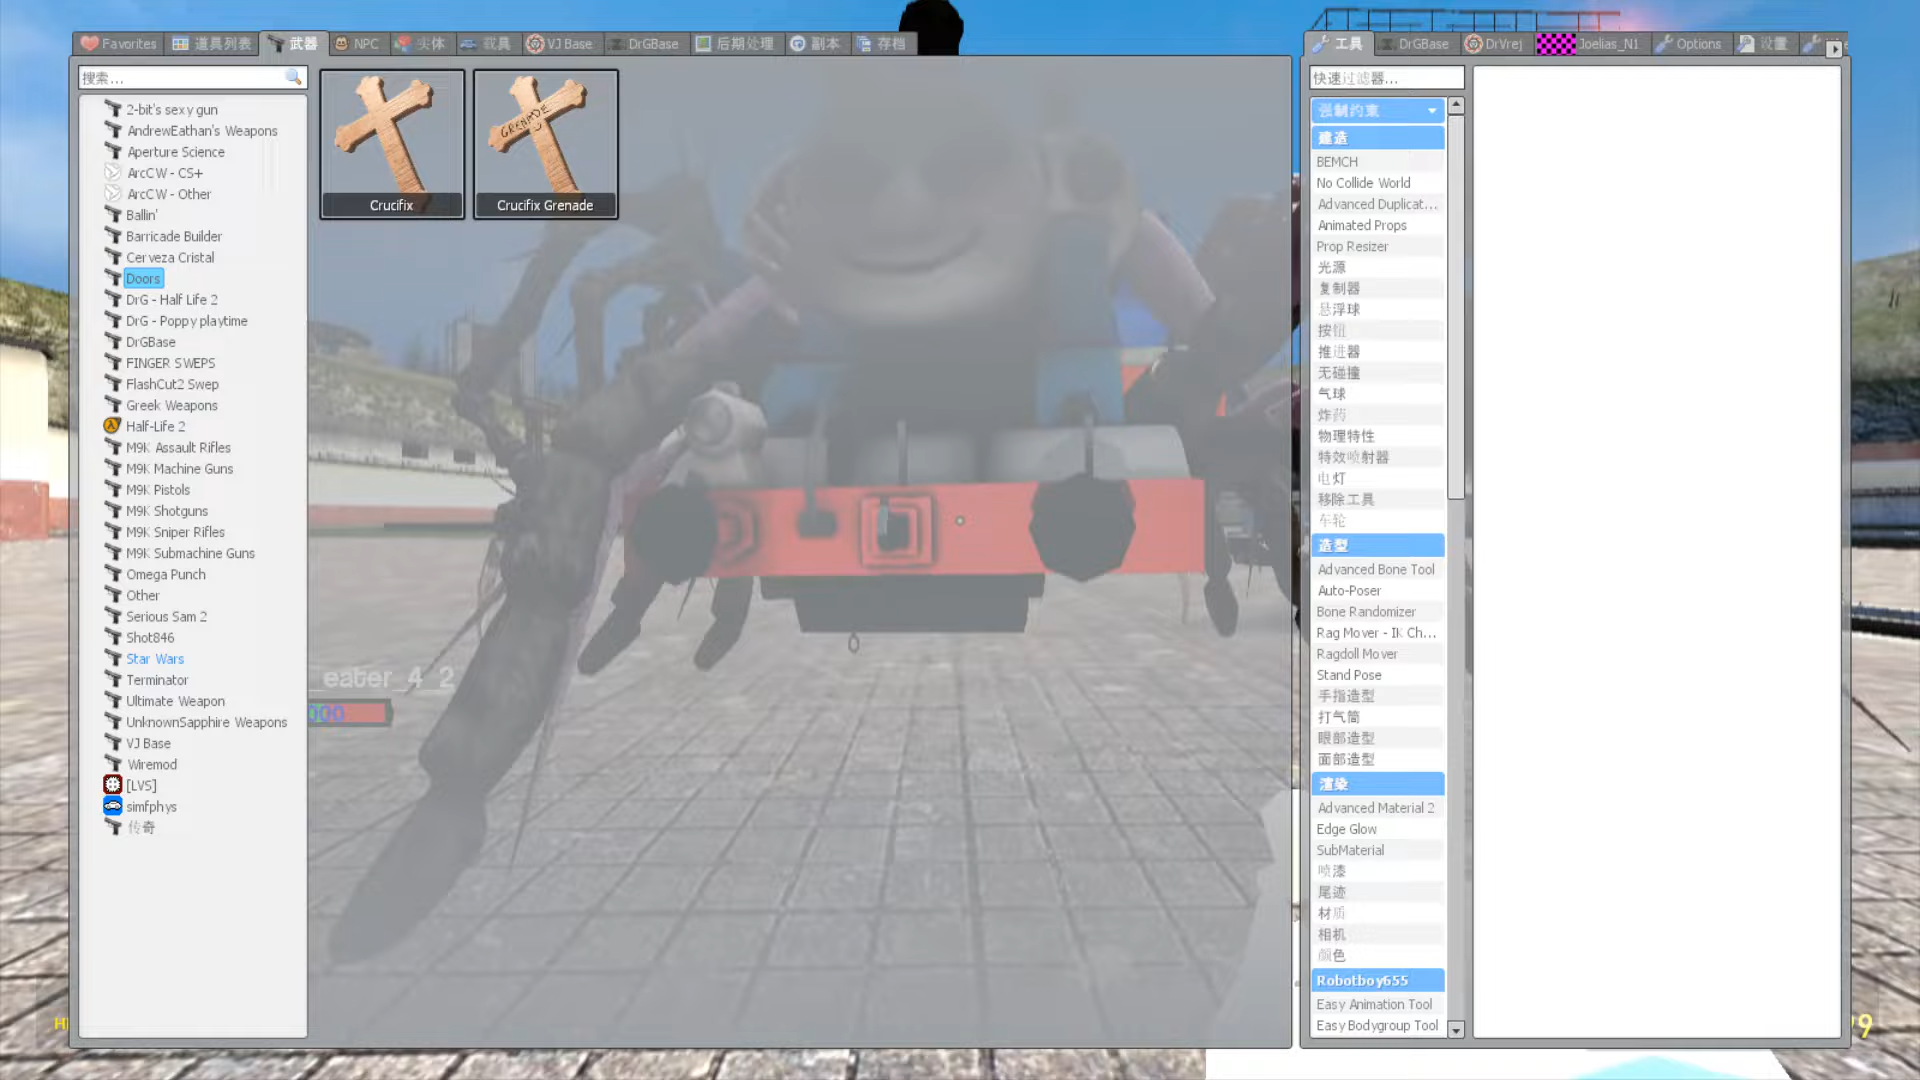 Favorites
道具列表
武器
NPC
实体
载具
VJ Base
DrGBase
后期处理
副本
存档
搜索...
2-bit's sexy gun
AndrewEathan's Weapons
Aperture Science
ArcCW - CS+
ArcCW - Other
Ballin'
Barricade Builder
Cerveza Cristal
Doors
DrG - Half Life 2
DrG - Poppy playtime
DrGBase
FINGER SWEPS
FlashCut2 Swep
Greek Weapons
Half-Life 2
M9K Assault Rifles
M9K Machine Guns
M9K Pistols
M9K Shotguns
M9K Sniper Rifles
M9K Submachine Guns
Omega Punch
Other
Serious Sam 2
Shot846
Star Wars
Terminator
Ultimate Weapon
UnknownSapphire Weapons
VJ Base
Wiremod
[LVS]
simfphys
传奇
Crucifix
GRENADE
Crucifix Grenade
eater_4_2
000
工具
DrGBase
DrVrej
Joelias_N1
Options
设置
快速过滤器...
强制约束
建造
BEMCH
No Collide World
Advanced Duplicat...
Animated Props
Prop Resizer
光源
复制器
悬浮球
按钮
推进器
无碰撞
气球
炸药
物理特性
特效喷射器
电灯
移除工具
车轮
造型
Advanced Bone Tool
Auto-Poser
Bone Randomizer
Rag Mover - IK Ch...
Ragdoll Mover
Stand Pose
手指造型
打气筒
眼部造型
面部造型
渲染
Advanced Material 2
Edge Glow
SubMaterial
喷漆
尾迹
材质
相机
颜色
Robotboy655
Easy Animation Tool
Easy Bodygroup Tool
H
9